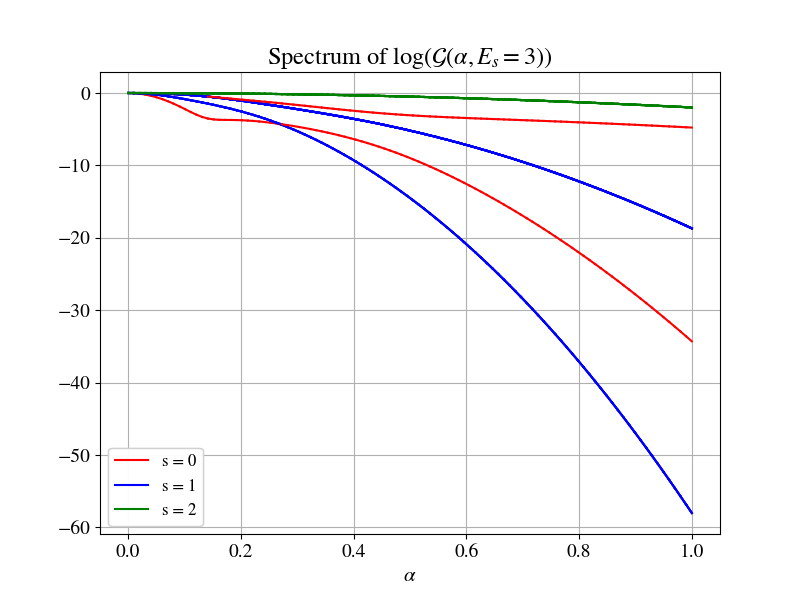 Spectrum of log(𝒢(α, E_s = 3))
0
−10
−20
−30
−40
−50
−60
s = 0
s = 1
s = 2
0.0 0.2 0.4 0.6 0.8 1.0
α